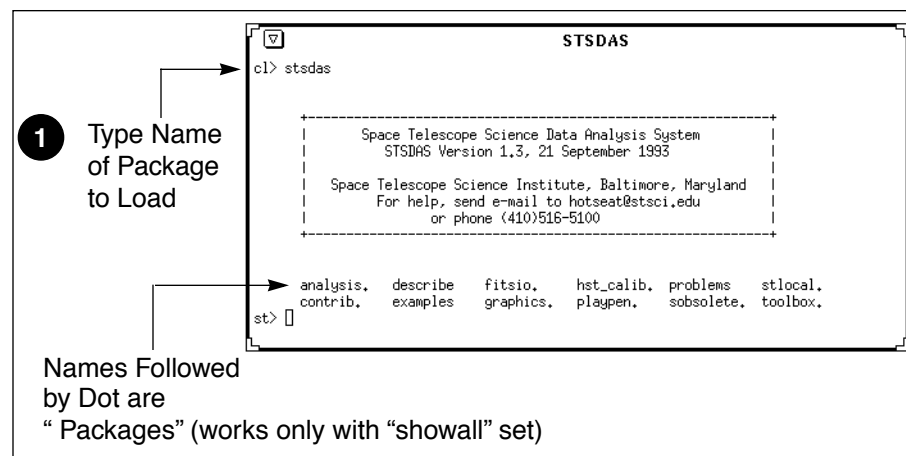 STSDAS
cl> stsdas
1
Type Name
of Package
to Load
Space Telescope Science Data Analysis System
STSDAS Version 1.3, 21 September 1993
Space Telescope Science Institute, Baltimore, Maryland
For help, send e-mail to hotseat@stsci.edu
or phone (410)516-5100
analysis. describe fitsio. hst_calib. problems stlocal.
contrib. examples graphics. playpen. sobsolete. toolbox.
st>
Names Followed
by Dot are
“ Packages” (works only with “showall” set)